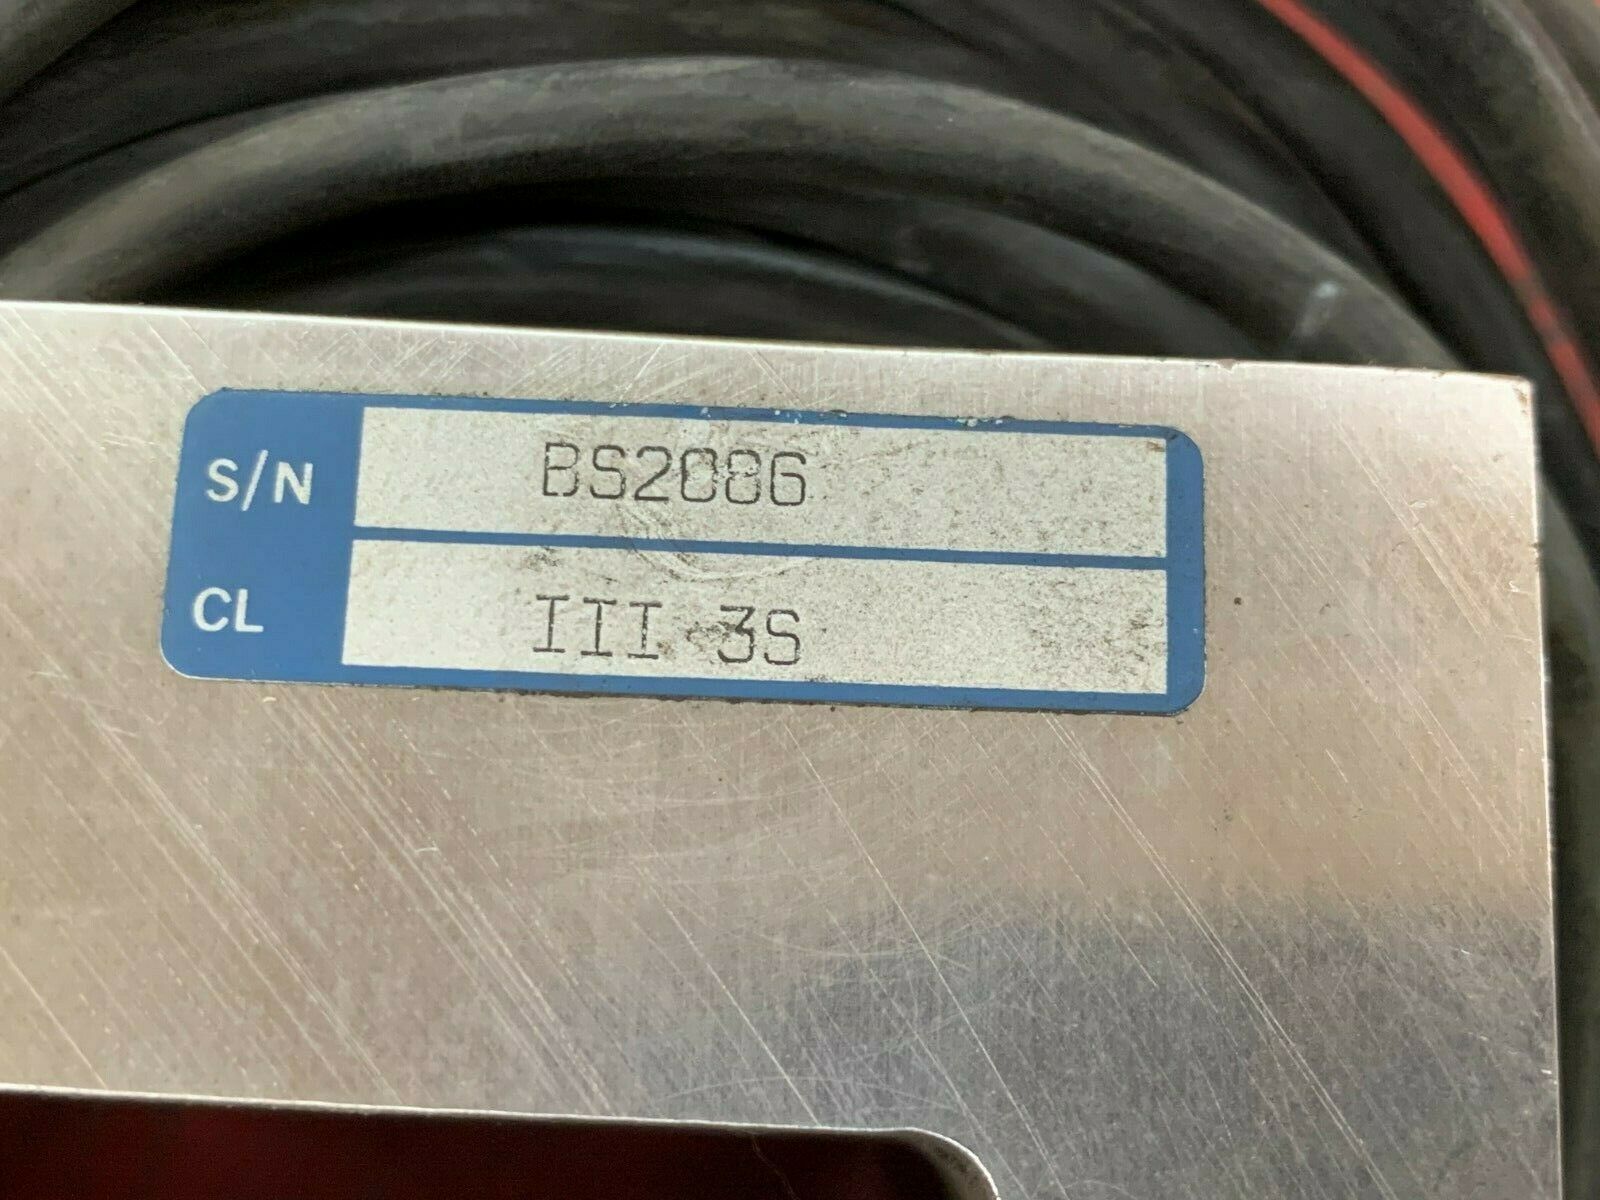 S/N BS2086
CL III 3S